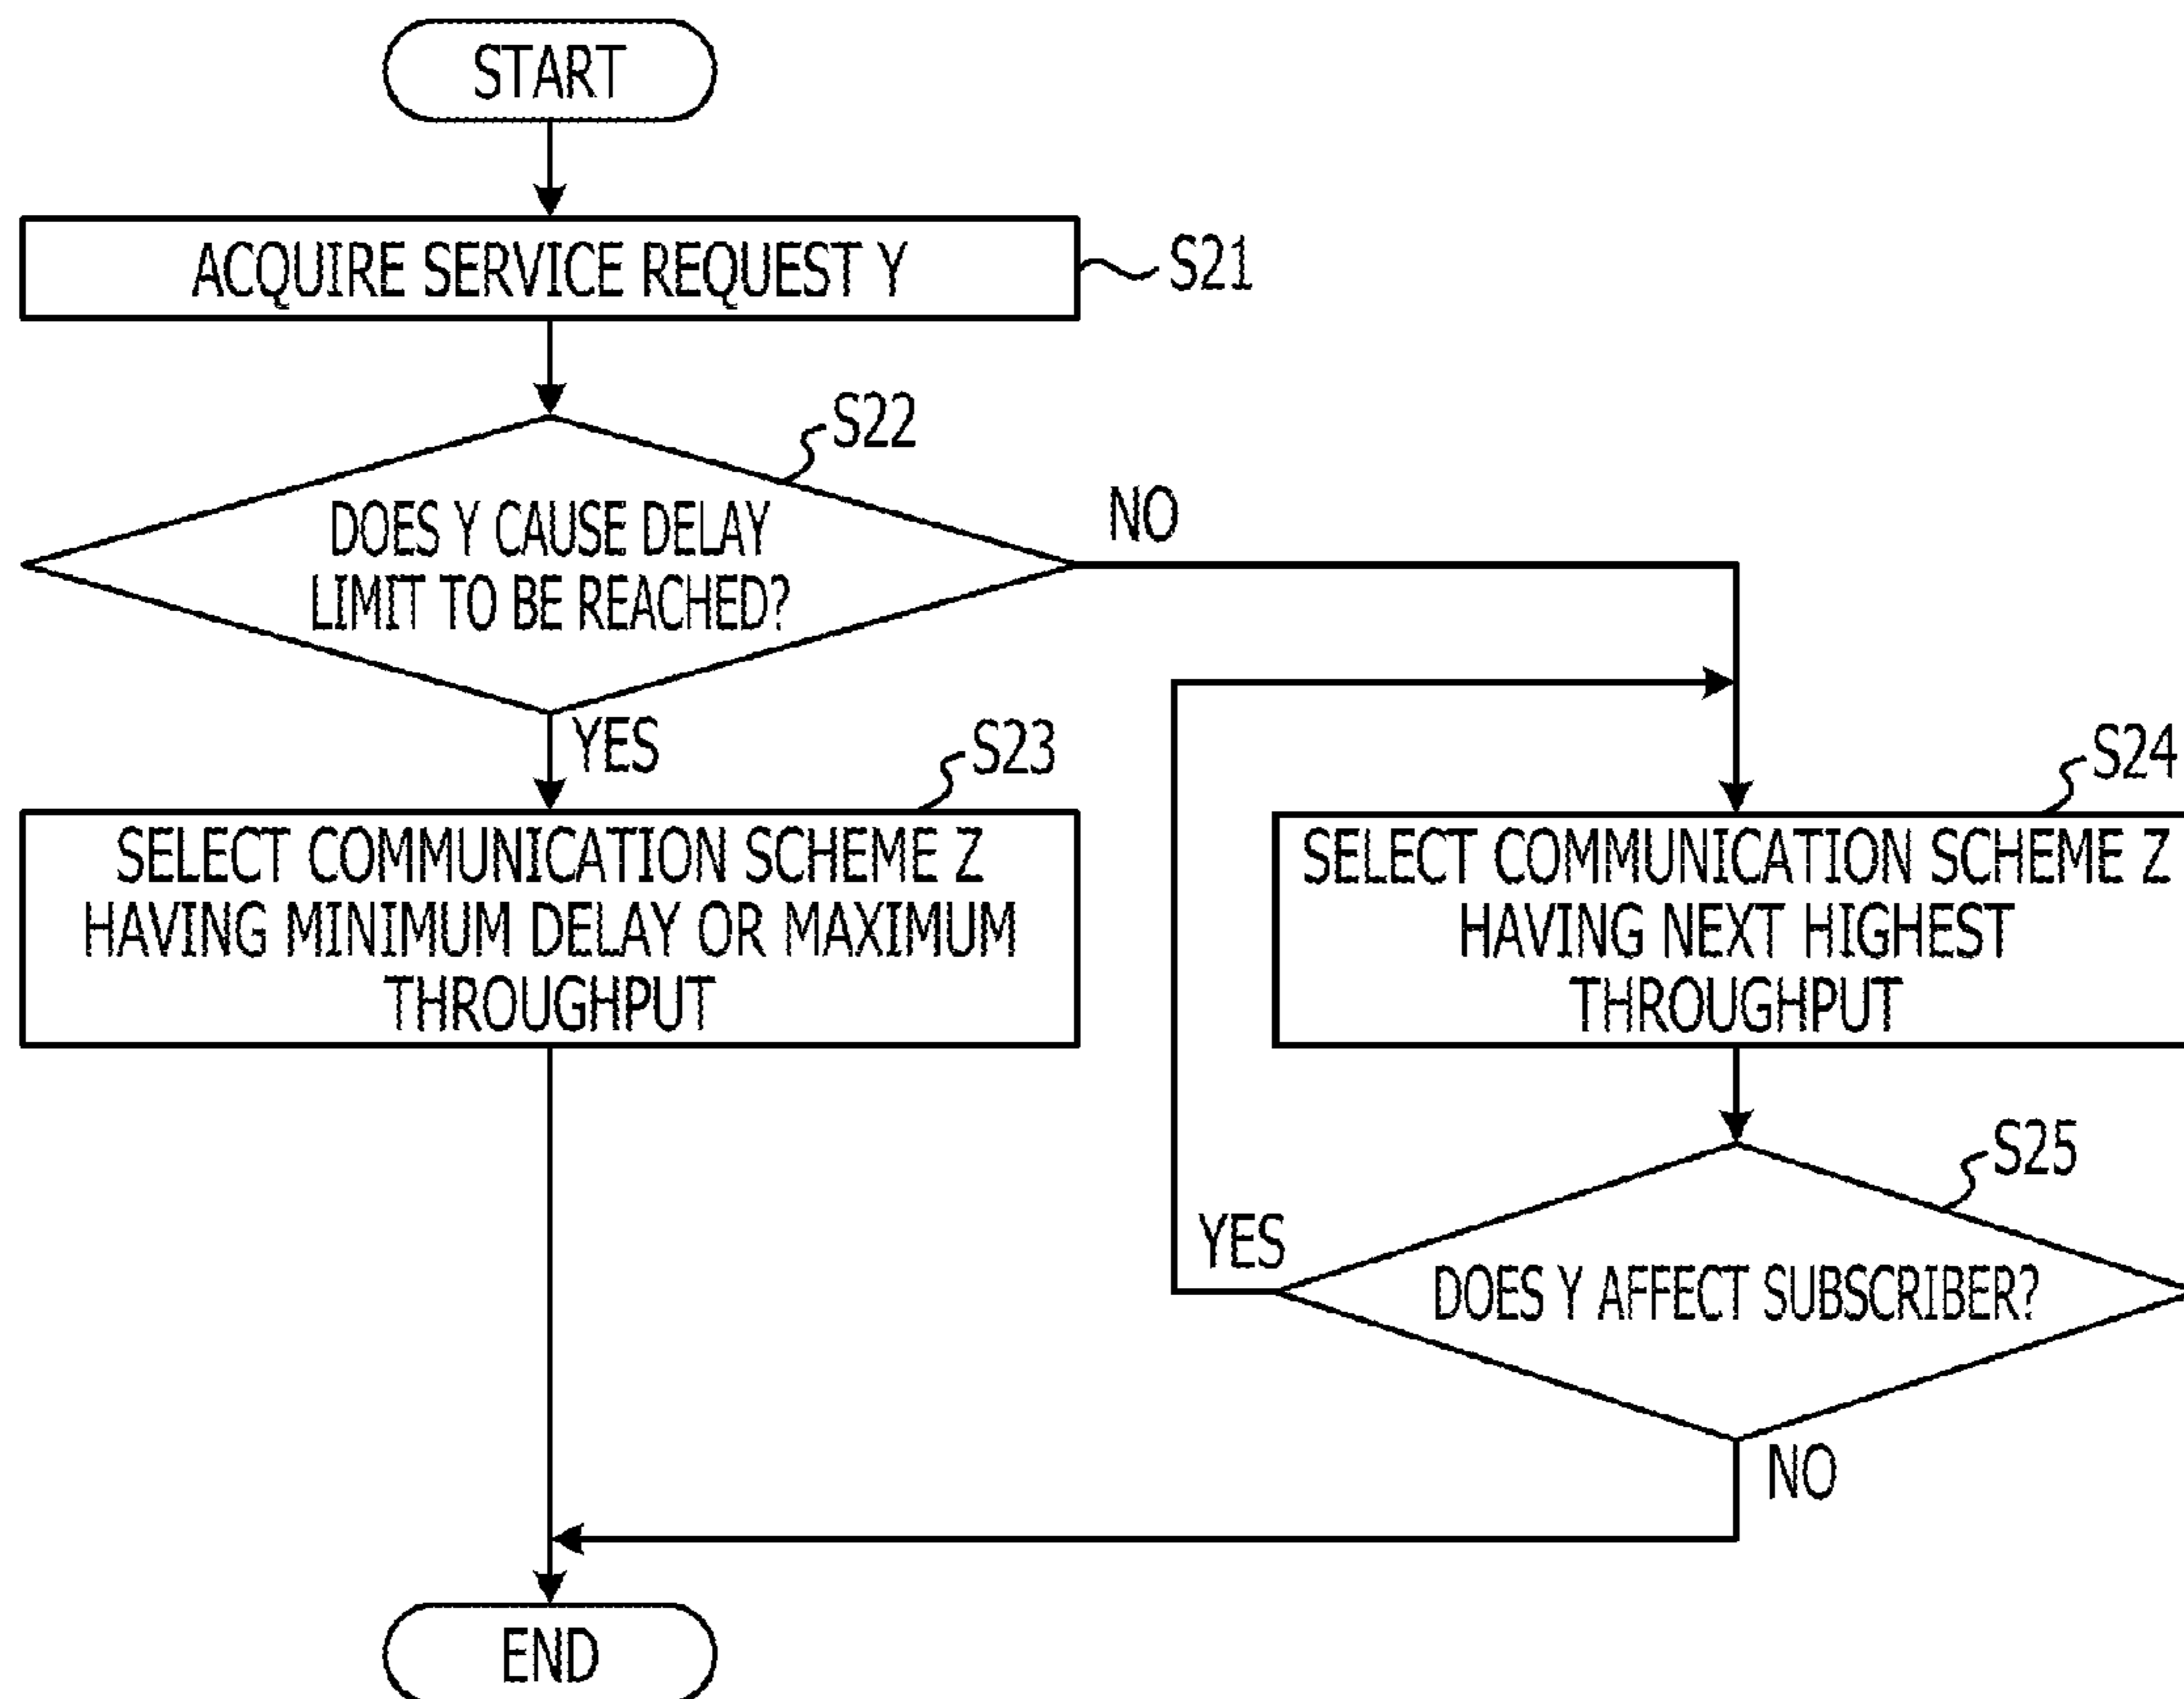 START
ACQUIRE SERVICE REQUEST Y
S21
S22
DOES Y CAUSE DELAY
LIMIT TO BE REACHED?
NO
YES
S23
SELECT COMMUNICATION SCHEME Z
HAVING MINIMUM DELAY OR MAXIMUM
THROUGHPUT
S24
SELECT COMMUNICATION SCHEME Z
HAVING NEXT HIGHEST
THROUGHPUT
S25
YES
DOES Y AFFECT SUBSCRIBER?
NO
END